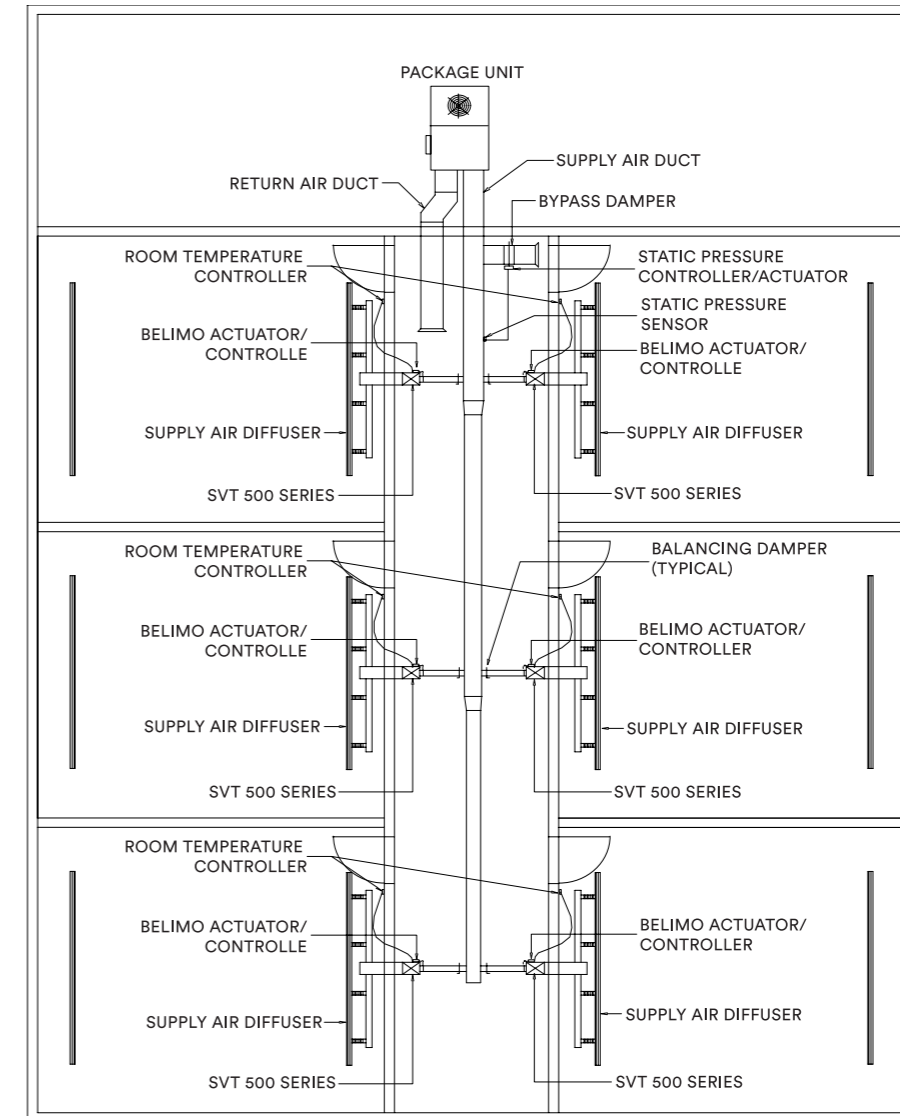 PACKAGE UNIT
SUPPLY AIR DUCT
RETURN AIR DUCT
BYPASS DAMPER
ROOM TEMPERATURE
CONTROLLER
STATIC PRESSURE
CONTROLLER/ACTUATOR
STATIC PRESSURE
SENSOR
BELIMO ACTUATOR/
CONTROLLE
BELIMO ACTUATOR/
CONTROLLE
SUPPLY AIR DIFFUSER
SUPPLY AIR DIFFUSER
SVT 500 SERIES
SVT 500 SERIES
ROOM TEMPERATURE
CONTROLLER
BALANCING DAMPER
(TYPICAL)
BELIMO ACTUATOR/
CONTROLLE
BELIMO ACTUATOR/
CONTROLLER
SUPPLY AIR DIFFUSER
SUPPLY AIR DIFFUSER
SVT 500 SERIES
SVT 500 SERIES
ROOM TEMPERATURE
CONTROLLER
BELIMO ACTUATOR/
CONTROLLE
BELIMO ACTUATOR/
CONTROLLER
SUPPLY AIR DIFFUSER
SUPPLY AIR DIFFUSER
SVT 500 SERIES
SVT 500 SERIES